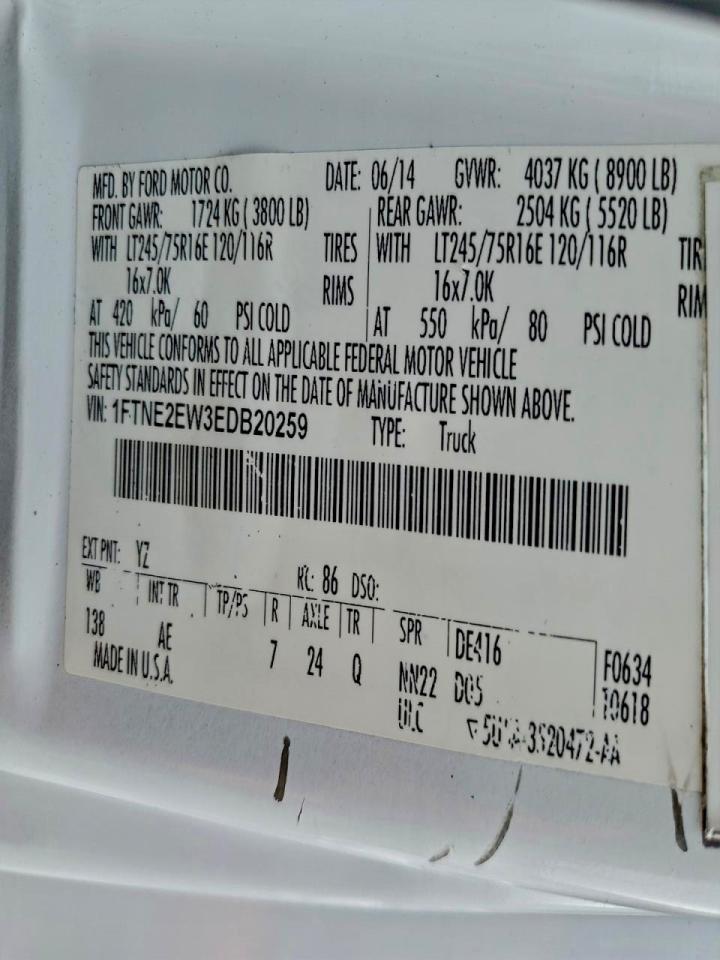 MFD. BY FORD MOTOR CO. DATE: 06/14 GVWR: 4037 KG ( 8900 LB)
FRONT GAWR: 1724 KG ( 3800 LB) REAR GAWR: 2504 KG ( 5520 LB)
WITH LT245/75R16E 120/116R TIRES WITH LT245/75R16E 120/116R TIR
16x7.0K RIMS 16x7.0K RIM
AT 420 kPa/ 60 PSI COLD AT 550 kPa/ 80 PSI COLD
THIS VEHICLE CONFORMS TO ALL APPLICABLE FEDERAL MOTOR VEHICLE
SAFETY STANDARDS IN EFFECT ON THE DATE OF MANUFACTURE SHOWN ABOVE.
VIN: 1FTNE2EW3EDB20259 TYPE: Truck
EXT PNT: YZ RC: 86 DSO:
WB INT TR TP/PS R AXLE TR SPR DE416 F0634
138 AE 7 24 Q NN22 D05 T0618
MADE IN U.S.A. ULC